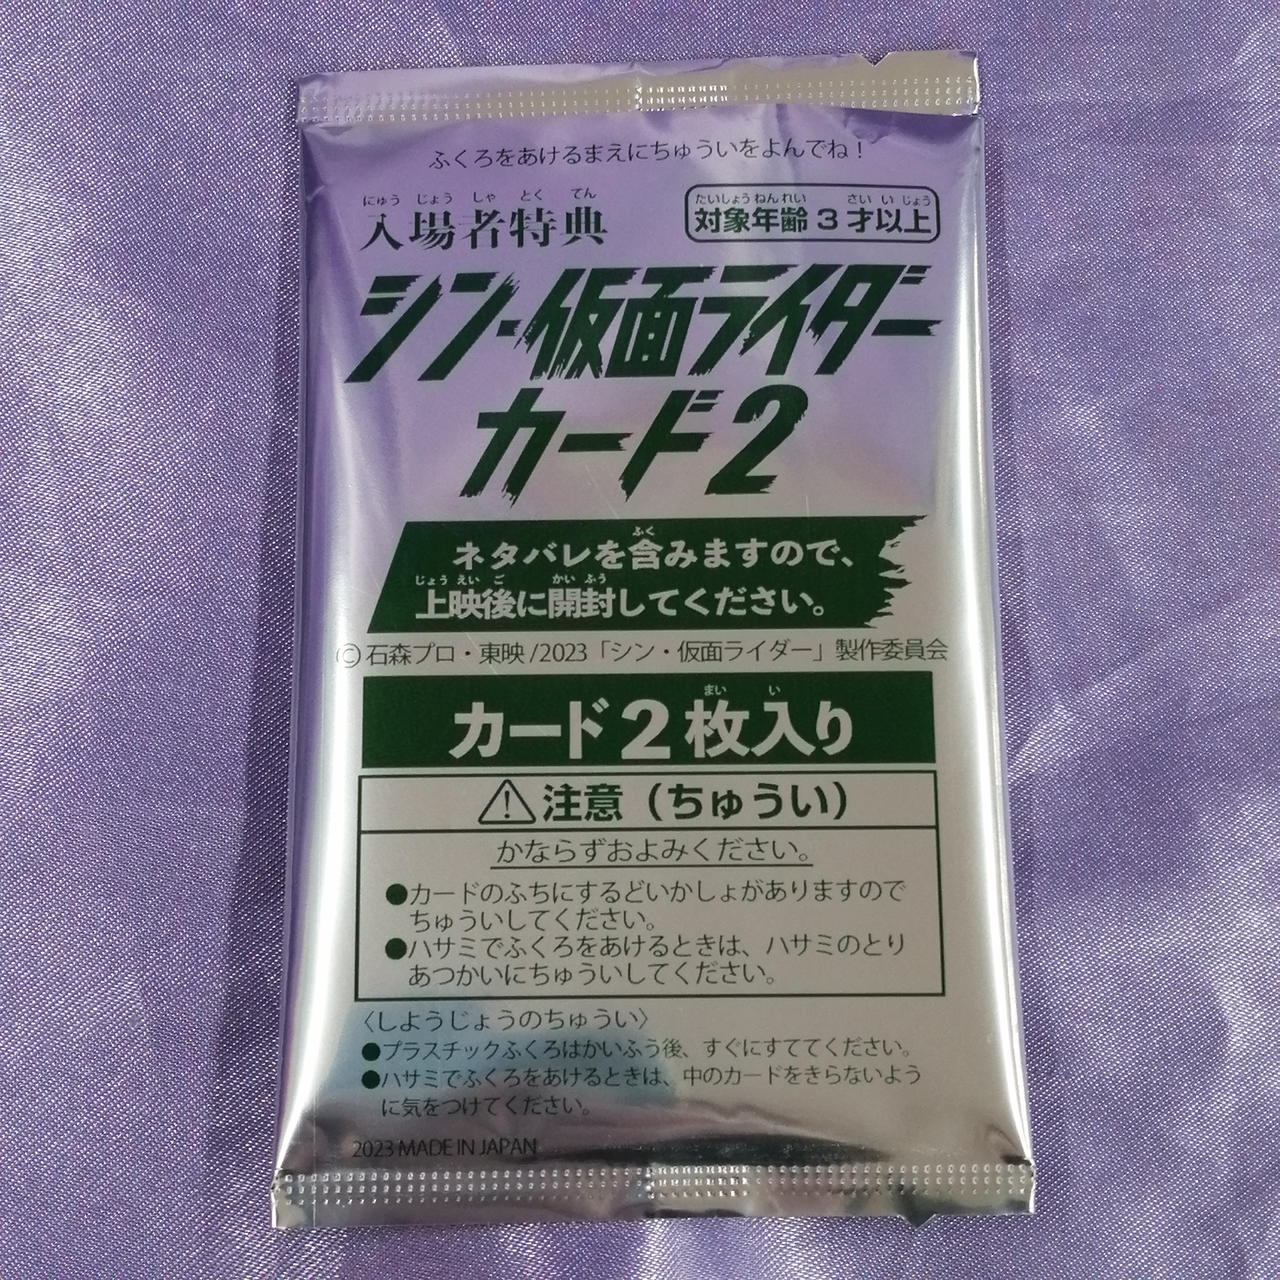 ふくろをあけるまえにちゅういをよんでね！
にゅうじょうしゃとくてん
入場者特典
たいしょうねんれい さいいじょう
対象年齢 3 才以上
シン・仮面ライダー
カード2
ふく
ネタバレを含みますので、
じょうえいご かいふう
上映後に開封してください。
©石森プロ・東映/2023「シン・仮面ライダー」製作委員会
まい い
カード2枚入り
注意（ちゅうい）
かならずおよみください。
●カードのふちにするどいかしょがありますので
ちゅういしてください。
●ハサミでふくろをあけるときは、ハサミのとり
あつかいにちゅういしてください。
〈しようじょうのちゅうい〉
●プラスチックふくろはかいふう後、すぐにすててください。
●ハサミでふくろをあけるときは、中のカードをきらないよう
に気をつけてください。
2023 MADE IN JAPAN